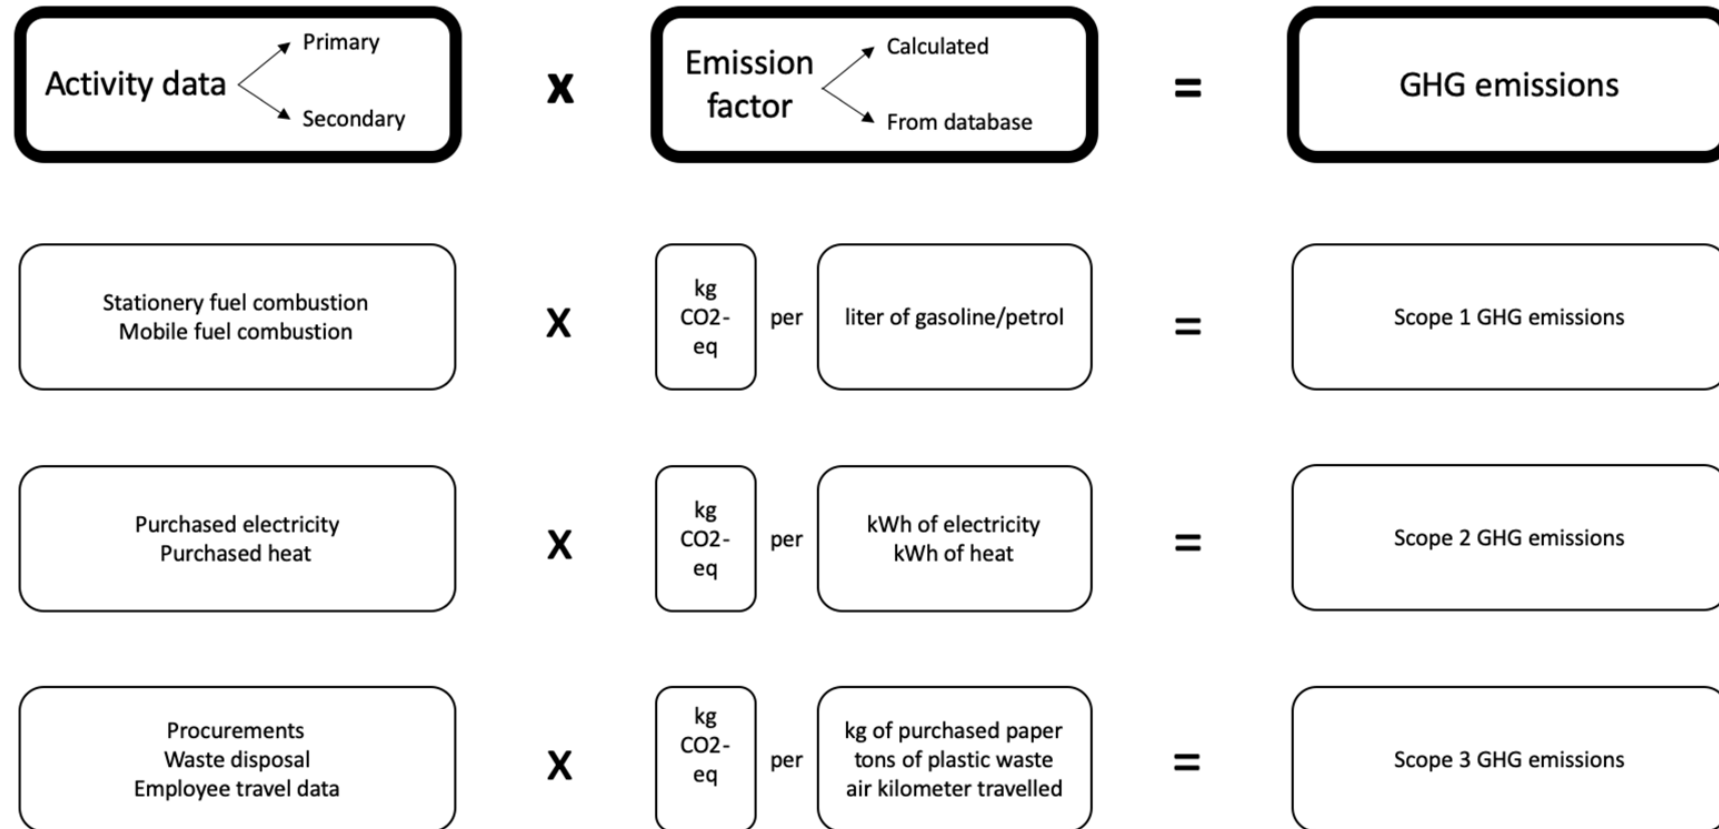 Activity data
Primary
Secondary
X
Emission
factor
Calculated
From database
=
GHG emissions
Stationery fuel combustion
Mobile fuel combustion
X
kg
CO2-
eq
per
liter of gasoline/petrol
=
Scope 1 GHG emissions
Purchased electricity
Purchased heat
X
kg
CO2-
eq
per
kWh of electricity
kWh of heat
=
Scope 2 GHG emissions
Procurements
Waste disposal
Employee travel data
X
kg
CO2-
eq
per
kg of purchased paper
tons of plastic waste
air kilometer travelled
=
Scope 3 GHG emissions